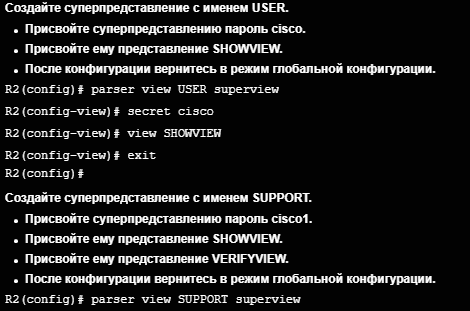 Создайте суперпредставление с именем USER.
• Присвойте суперпредставлению пароль cisco.
• Присвойте ему представление SHOWVIEW.
• После конфигурации вернитесь в режим глобальной конфигурации.
R2(config)# parser view USER superview
R2(config-view)# secret cisco
R2(config-view)# view SHOWVIEW
R2(config-view)# exit
R2(config)#
Создайте суперпредставление с именем SUPPORT.
• Присвойте суперпредставлению пароль cisco1.
• Присвойте ему представление SHOWVIEW.
• Присвойте ему представление VERIFYVIEW.
• После конфигурации вернитесь в режим глобальной конфигурации.
R2(config)# parser view SUPPORT superview